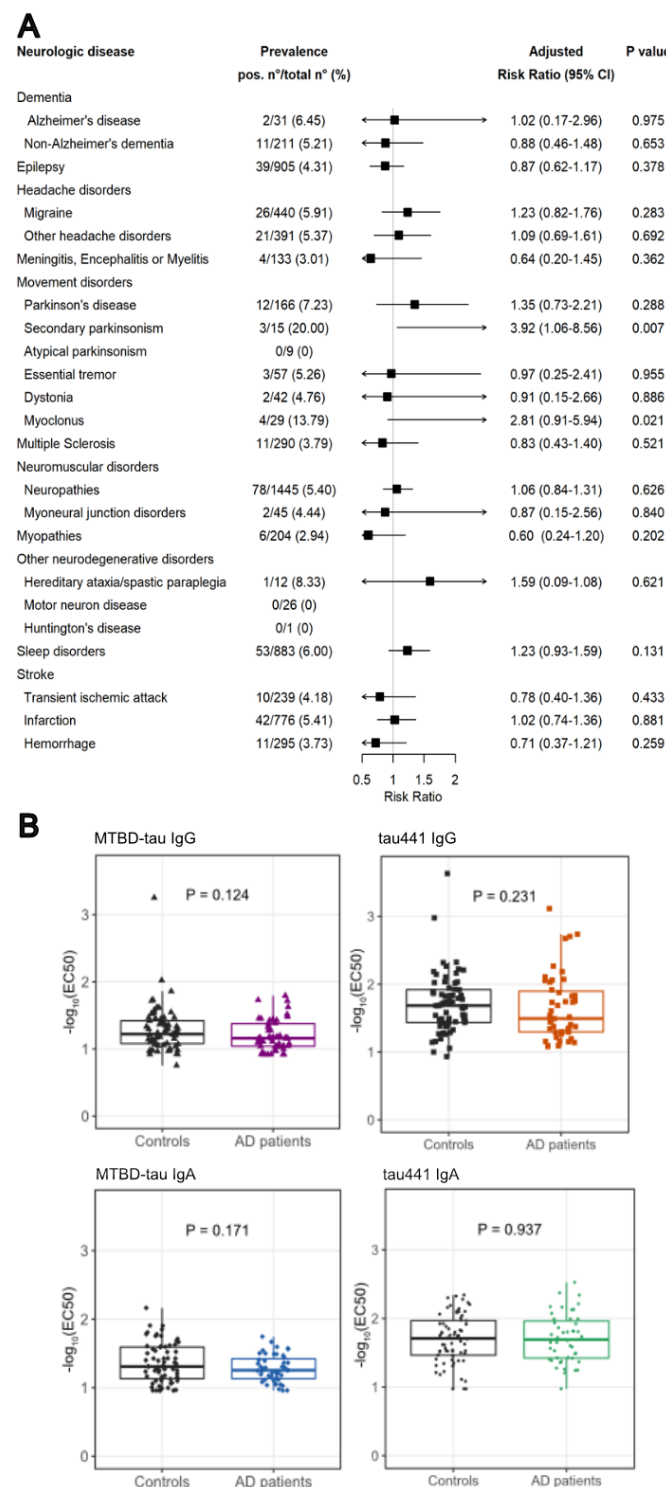 A
Neurologic disease Prevalence Adjusted P value
pos. n°/total n° (%) Risk Ratio (95% CI)
Dementia
Alzheimer's disease 2/31 (6.45) 1.02 (0.17-2.96) 0.975
Non-Alzheimer's dementia 11/211 (5.21) 0.88 (0.46-1.48) 0.653
Epilepsy 39/905 (4.31) 0.87 (0.62-1.17) 0.378
Headache disorders
Migraine 26/440 (5.91) 1.23 (0.82-1.76) 0.283
Other headache disorders 21/391 (5.37) 1.09 (0.69-1.61) 0.692
Meningitis, Encephalitis or Myelitis 4/133 (3.01) 0.64 (0.20-1.45) 0.362
Movement disorders
Parkinson's disease 12/166 (7.23) 1.35 (0.73-2.21) 0.288
Secondary parkinsonism 3/15 (20.00) 3.92 (1.06-8.56) 0.007
Atypical parkinsonism 0/9 (0)
Essential tremor 3/57 (5.26) 0.97 (0.25-2.41) 0.955
Dystonia 2/42 (4.76) 0.91 (0.15-2.66) 0.886
Myoclonus 4/29 (13.79) 2.81 (0.91-5.94) 0.021
Multiple Sclerosis 11/290 (3.79) 0.83 (0.43-1.40) 0.521
Neuromuscular disorders
Neuropathies 78/1445 (5.40) 1.06 (0.84-1.31) 0.626
Myoneural junction disorders 2/45 (4.44) 0.87 (0.15-2.56) 0.840
Myopathies 6/204 (2.94) 0.60 (0.24-1.20) 0.202
Other neurodegenerative disorders
Hereditary ataxia/spastic paraplegia 1/12 (8.33) 1.59 (0.09-1.08) 0.621
Motor neuron disease 0/26 (0)
Huntington's disease 0/1 (0)
Sleep disorders 53/883 (6.00) 1.23 (0.93-1.59) 0.131
Stroke
Transient ischemic attack 10/239 (4.18) 0.78 (0.40-1.36) 0.433
Infarction 42/776 (5.41) 1.02 (0.74-1.36) 0.881
Hemorrhage 11/295 (3.73) 0.71 (0.37-1.21) 0.259
0.5 1 1.5 2
Risk Ratio
B
MTBD-tau IgG
P = 0.124
-log10(EC50)
3
2
1
0
Controls AD patients
tau441 IgG
P = 0.231
-log10(EC50)
3
2
1
0
Controls AD patients
MTBD-tau IgA
P = 0.171
-log10(EC50)
3
2
1
0
Controls AD patients
tau441 IgA
P = 0.937
-log10(EC50)
3
2
1
0
Controls AD patients